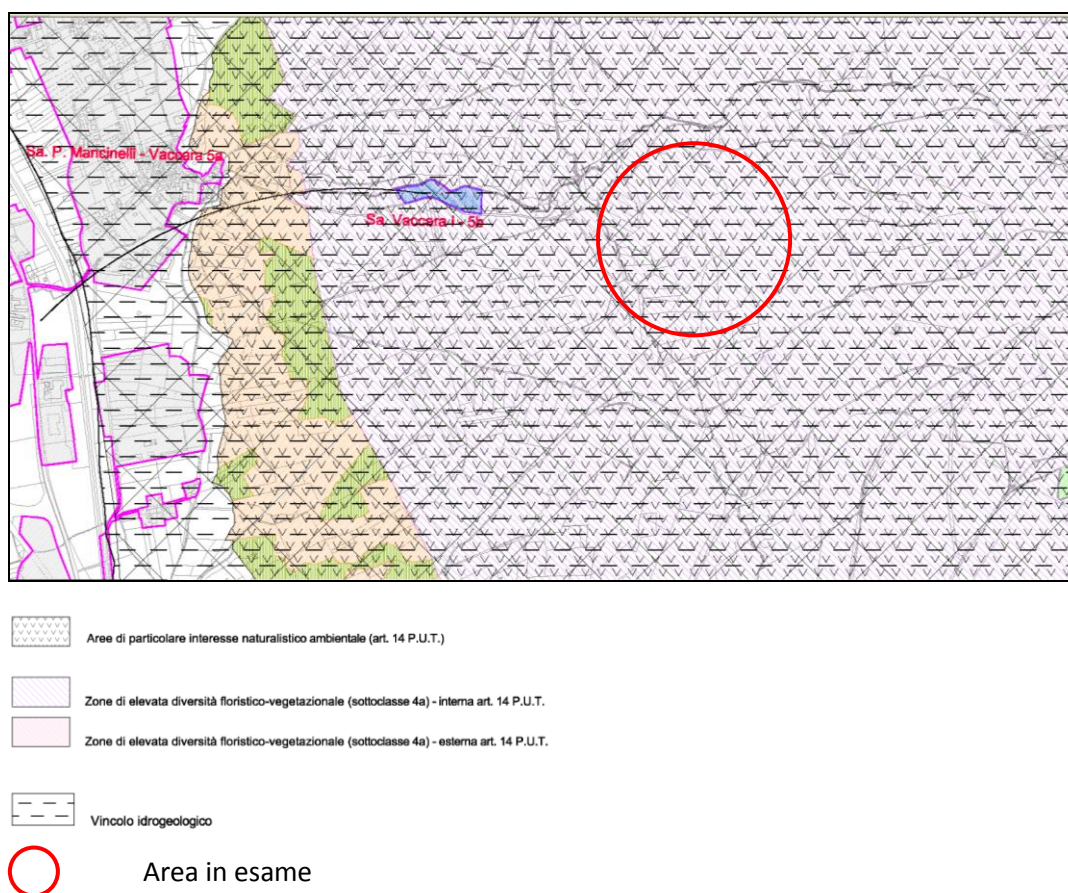 Sa. P. Mancinelli - Vaccara 5a
Sa. Vaccara I - 5b
Aree di particolare interesse naturalistico ambientale (art. 14 P.U.T.)
Zone di elevata diversità floristico-vegetazionale (sottoclasse 4a) - interna art. 14 P.U.T.
Zone di elevata diversità floristico-vegetazionale (sottoclasse 4a) - esterna art. 14 P.U.T.
Vincolo idrogeologico
Area in esame